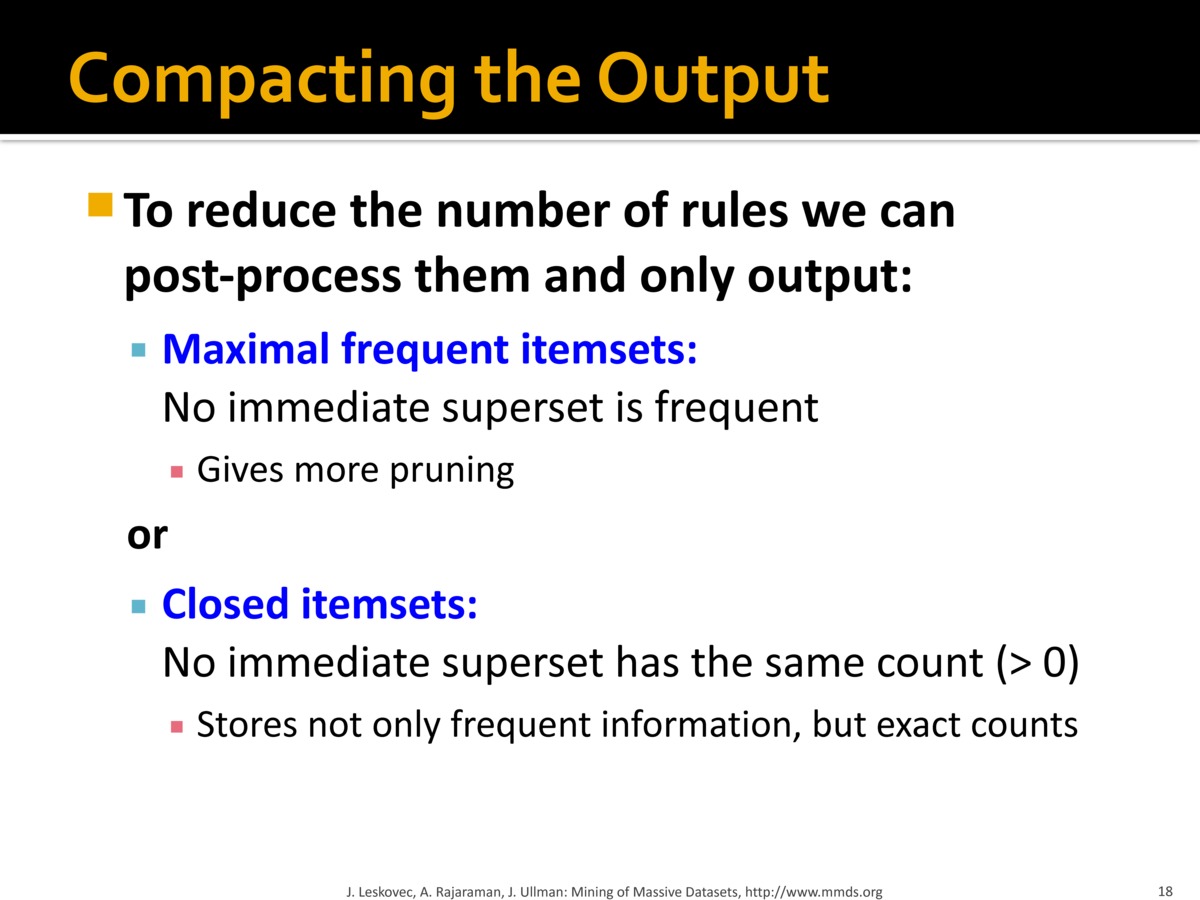 Compacting the Output
To reduce the number of rules we can
post-process them and only output:
Maximal frequent itemsets:
No immediate superset is frequent
Gives more pruning
or
Closed itemsets:
No immediate superset has the same count (> 0)
Stores not only frequent information, but exact counts
J. Leskovec, A. Rajaraman, J. Ullman: Mining of Massive Datasets, http://www.mmds.org
18